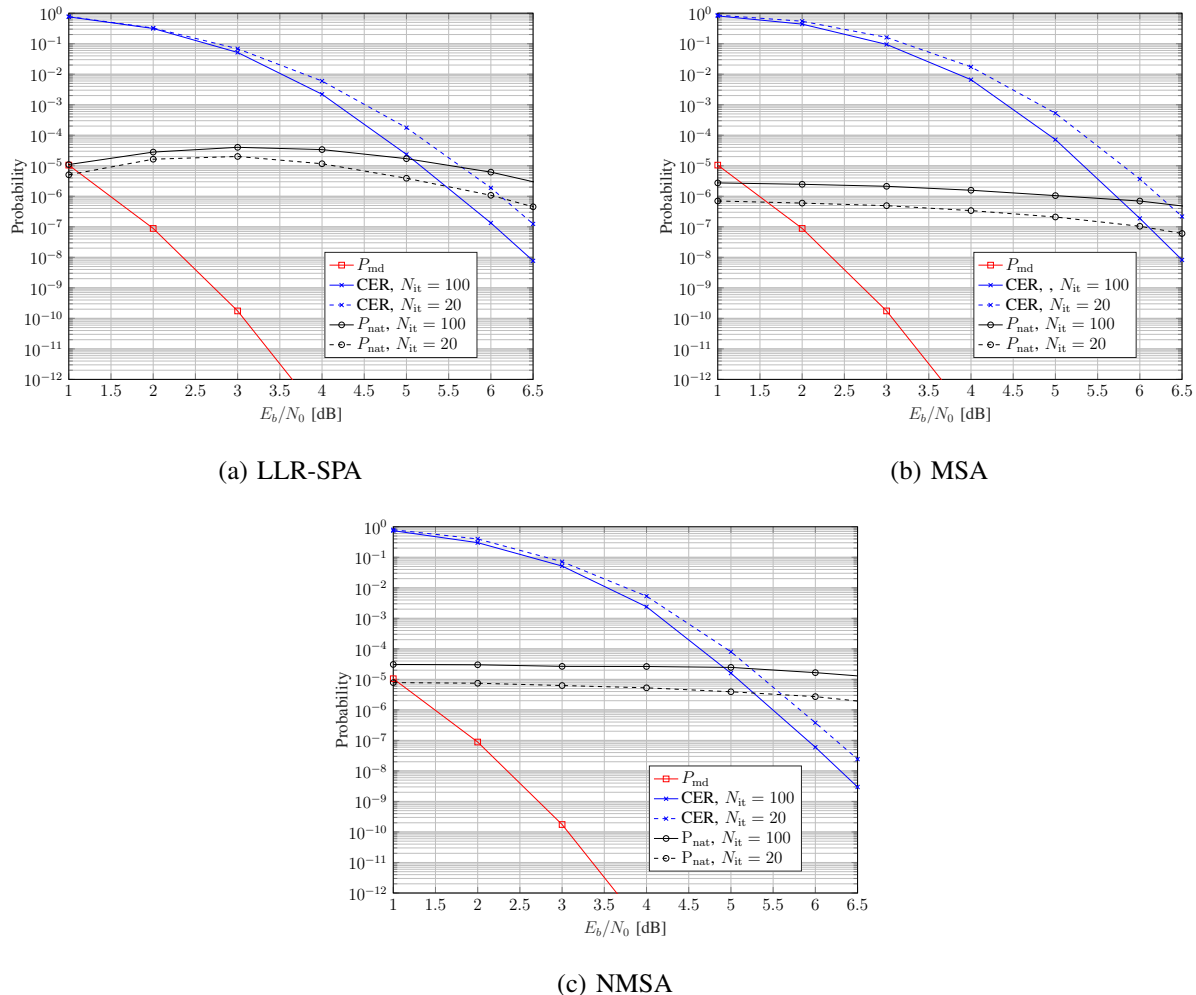 10^0
10^−1
10^−2
10^−3
10^−4
10^−5
10^−6
10^−7
10^−8
10^−9
10^−10
10^−11
10^−12
Probability
1 1.5 2 2.5 3 3.5 4 4.5 5 5.5 6 6.5
E_b/N_0 [dB]
P_md
CER, N_it = 100
CER, N_it = 20
P_nat, N_it = 100
P_nat, N_it = 20
(a) LLR-SPA
10^0
10^−1
10^−2
10^−3
10^−4
10^−5
10^−6
10^−7
10^−8
10^−9
10^−10
10^−11
10^−12
Probability
1 1.5 2 2.5 3 3.5 4 4.5 5 5.5 6 6.5
E_b/N_0 [dB]
P_md
CER, , N_it = 100
CER, N_it = 20
P_nat, N_it = 100
P_nat, N_it = 20
(b) MSA
10^0
10^−1
10^−2
10^−3
10^−4
10^−5
10^−6
10^−7
10^−8
10^−9
10^−10
10^−11
10^−12
Probability
1 1.5 2 2.5 3 3.5 4 4.5 5 5.5 6 6.5
E_b/N_0 [dB]
P_md
CER, N_it = 100
CER, N_it = 20
P_nat, N_it = 100
P_nat, N_it = 20
(c) NMSA